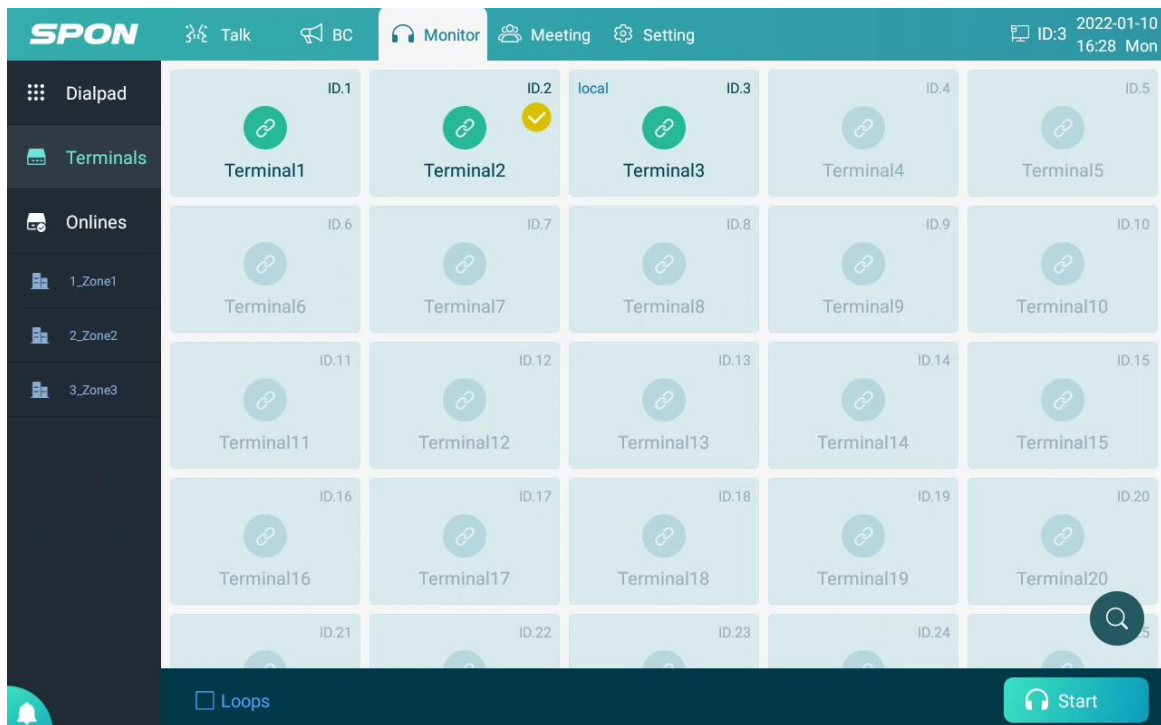 SPON
Talk
BC
Monitor
Meeting
Setting
ID:3
2022-01-10
16:28 Mon
Dialpad
Terminals
Onlines
1_Zone1
2_Zone2
3_Zone3
ID.1
Terminal1
ID.2
Terminal2
local
ID.3
Terminal3
ID.4
Terminal4
ID.5
Terminal5
ID.6
Terminal6
ID.7
Terminal7
ID.8
Terminal8
ID.9
Terminal9
ID.10
Terminal10
ID.11
Terminal11
ID.12
Terminal12
ID.13
Terminal13
ID.14
Terminal14
ID.15
Terminal15
ID.16
Terminal16
ID.17
Terminal17
ID.18
Terminal18
ID.19
Terminal19
ID.20
Terminal20
ID.21
ID.22
ID.23
ID.24
Loops
Start